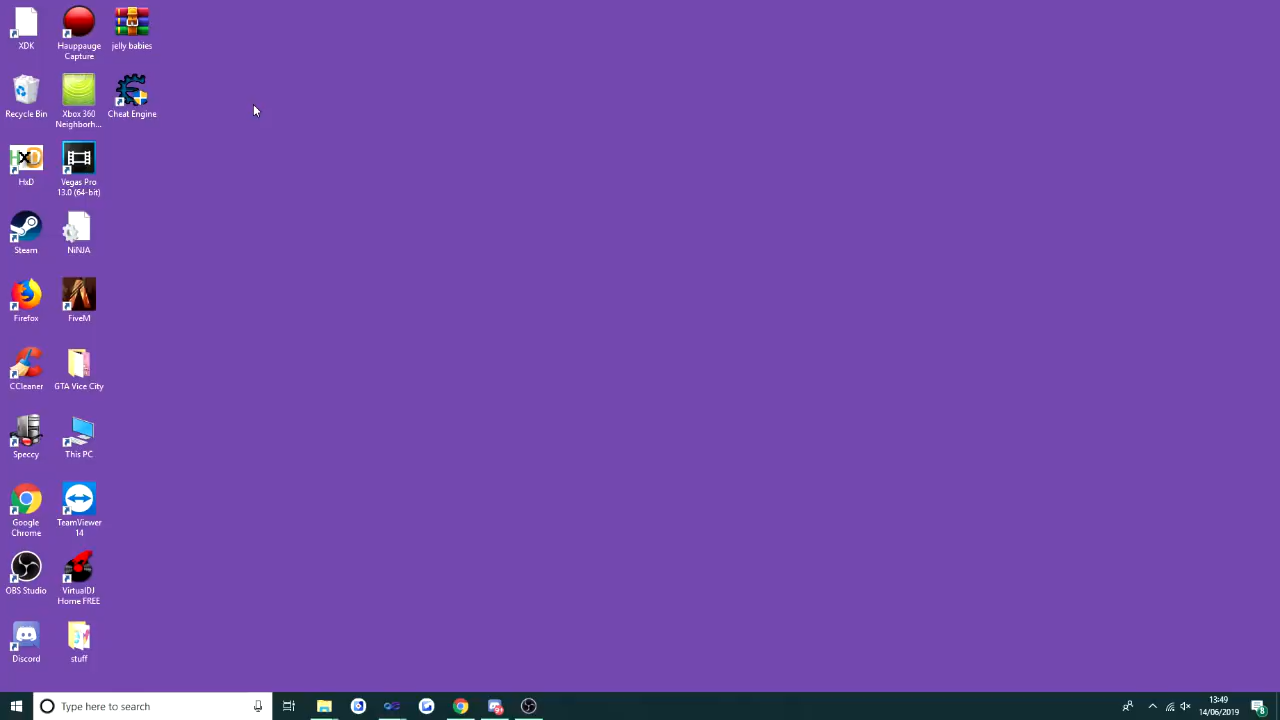 XDK
Hauppauge
Capture
jelly babies
Recycle Bin
Xbox 360
Neighborh...
Cheat Engine
HxD
HxD
Vegas Pro
13.0 (64-bit)
Steam
NiNJA
Firefox
FiveM
CCleaner
GTA Vice City
Speccy
This PC
Google
Chrome
TeamViewer
14
OBS Studio
VirtualDJ
Home FREE
Discord
stuff
Type here to search
13:49
14/06/2019
8